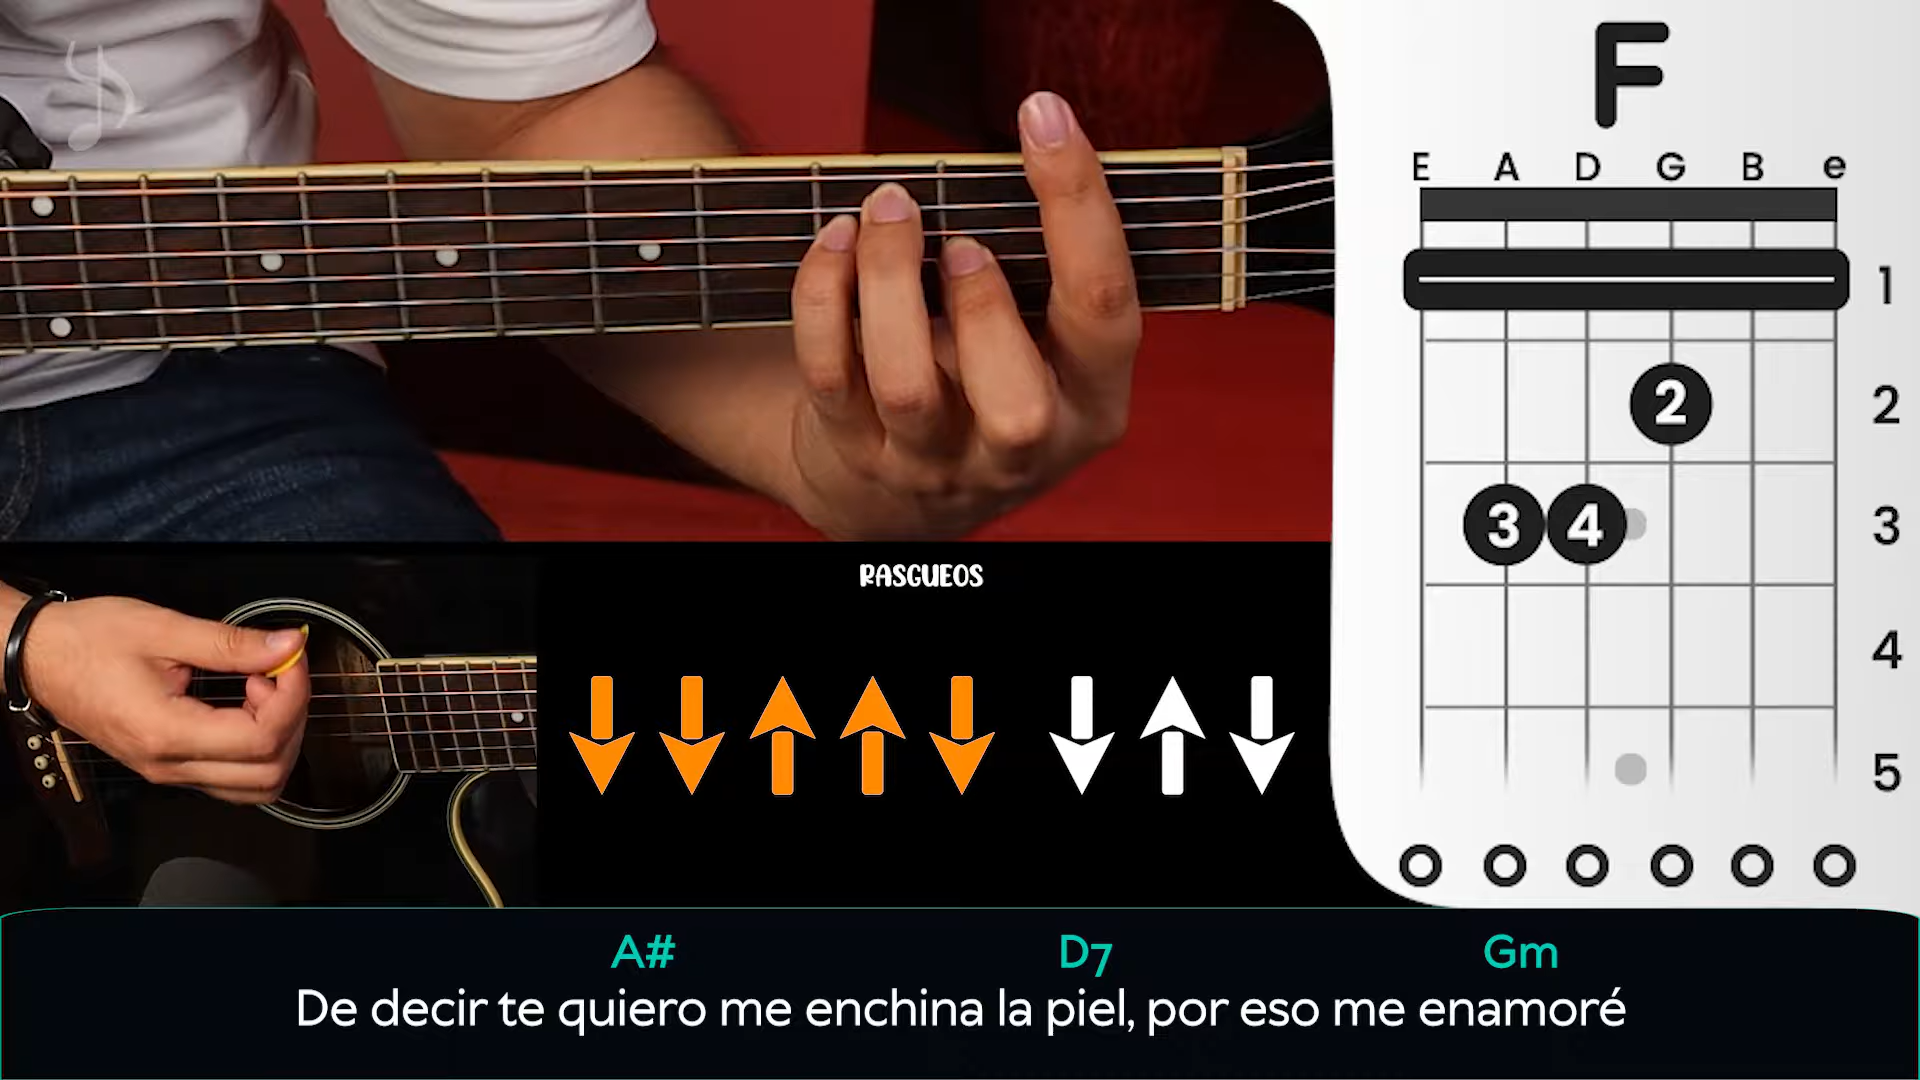 F
E A D G B e
1
2
2
3 4
3
4
5
RASGUEOS
A# D7 Gm
De decir te quiero me enchina la piel, por eso me enamoré